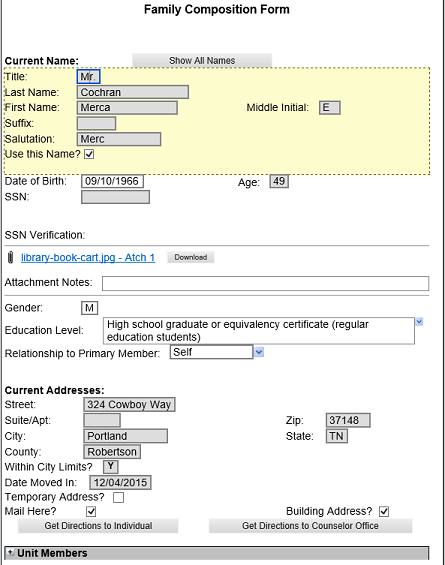 Family Composition Form
Current Name: Show All Names
Title: Mr.
Last Name: Cochran
First Name: Merca Middle Initial: E
Suffix:
Salutation: Merc
Use this Name?
Date of Birth: 09/10/1966 Age: 49
SSN:
SSN Verification:
library-book-cart.jpg - Atch 1 Download
Attachment Notes:
Gender: M
Education Level: High school graduate or equivalency certificate (regular
education students)
Relationship to Primary Member: Self
Current Addresses:
Street: 324 Cowboy Way
Suite/Apt: Zip: 37148
City: Portland State: TN
County: Robertson
Within City Limits? Y
Date Moved In: 12/04/2015
Temporary Address?
Mail Here? Building Address?
Get Directions to Individual Get Directions to Counselor Office
+ Unit Members